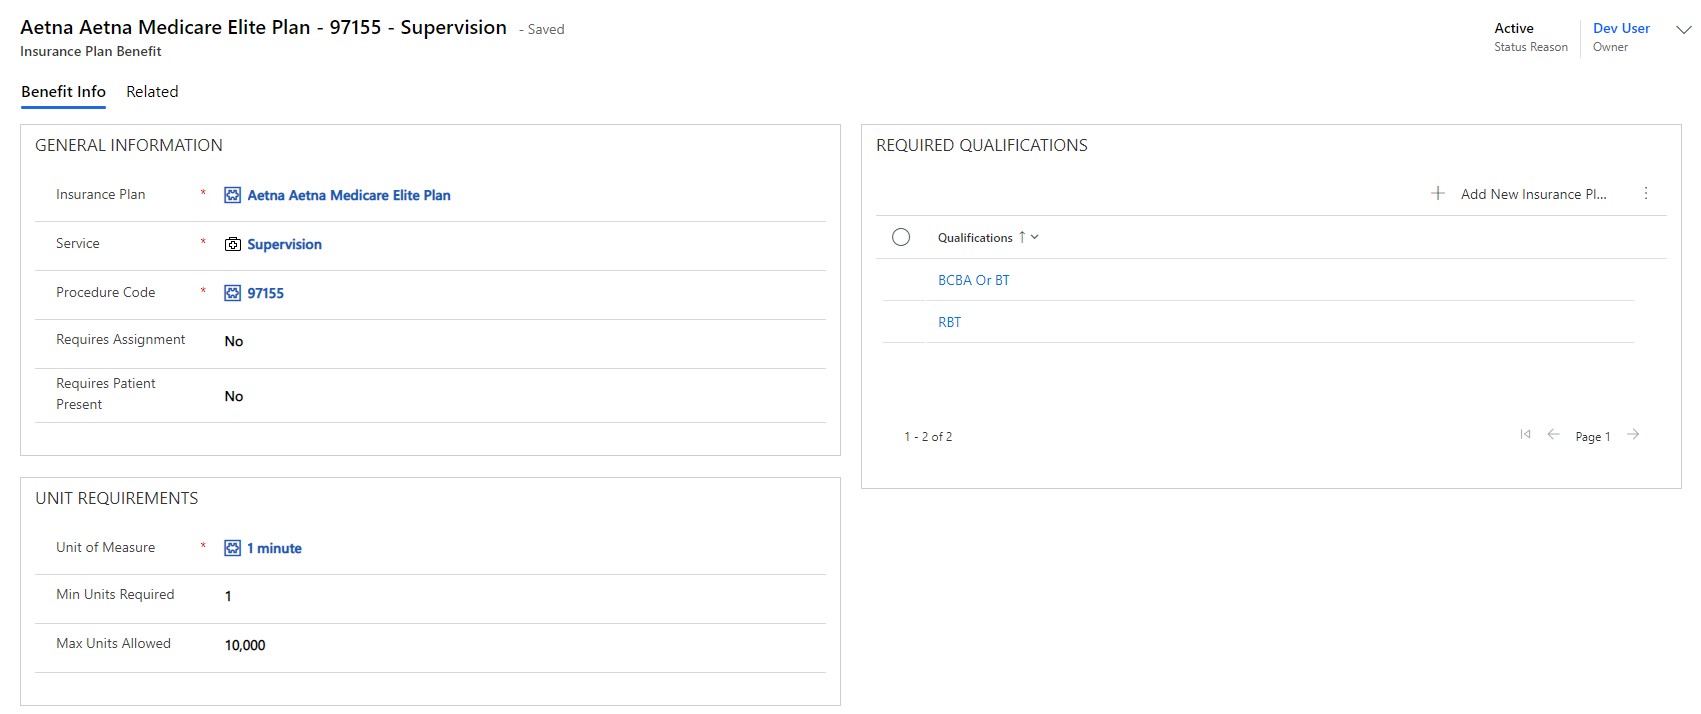 Aetna Aetna Medicare Elite Plan - 97155 - Supervision - Saved
Insurance Plan Benefit
Active
Status Reason
Dev User
Owner
Benefit Info Related
GENERAL INFORMATION
Insurance Plan * Aetna Aetna Medicare Elite Plan
Service * Supervision
Procedure Code * 97155
Requires Assignment No
Requires Patient
Present
No
UNIT REQUIREMENTS
Unit of Measure * 1 minute
Min Units Required 1
Max Units Allowed 10,000
REQUIRED QUALIFICATIONS
Add New Insurance Pl...
Qualifications ↑
BCBA Or BT
RBT
1 - 2 of 2
Page 1